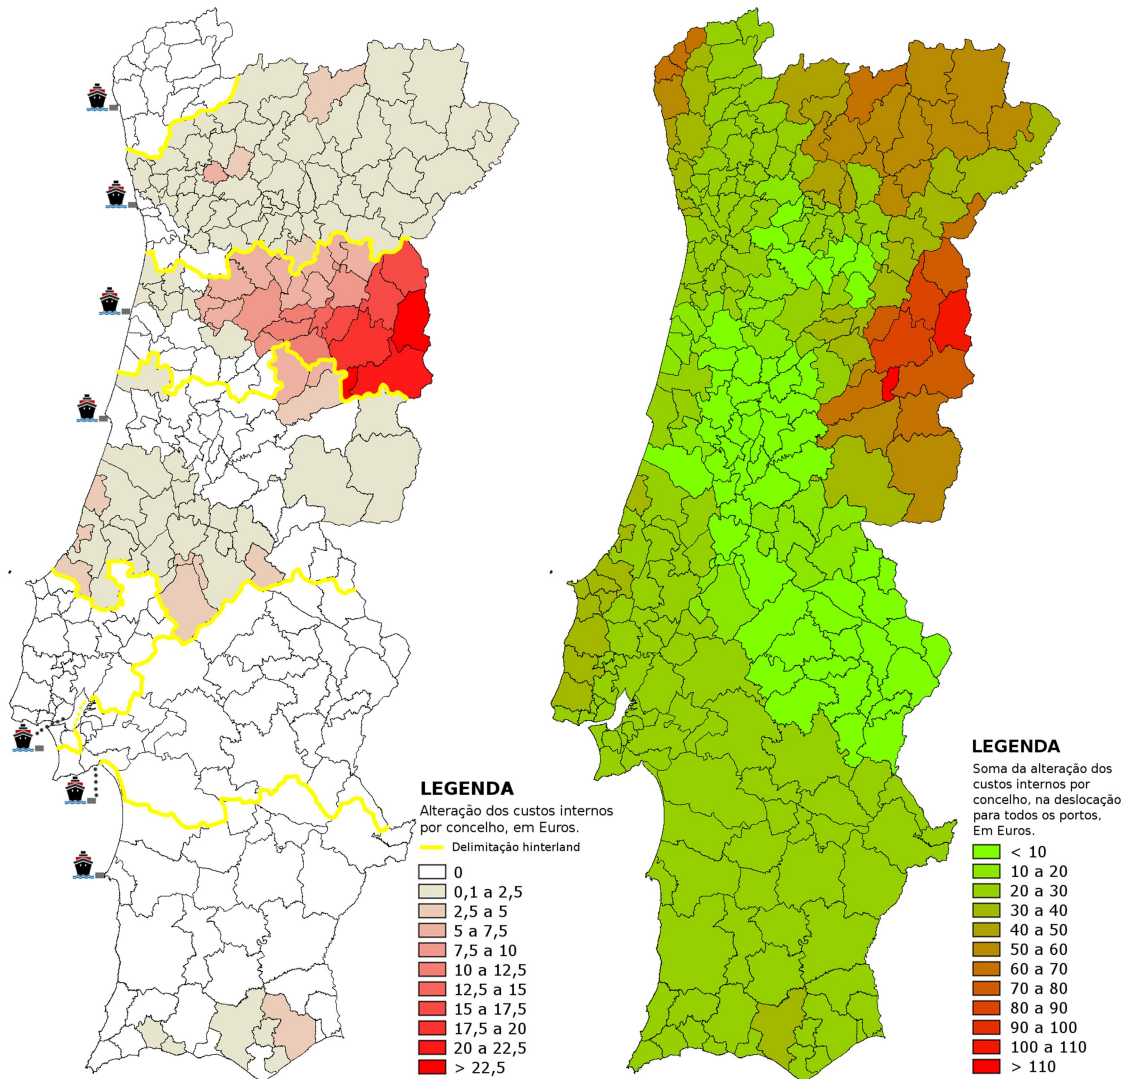 LEGENDA
Alteração dos custos internos
por concelho, em Euros.
Delimitação hinterland
0
0,1 a 2,5
2,5 a 5
5 a 7,5
7,5 a 10
10 a 12,5
12,5 a 15
15 a 17,5
17,5 a 20
20 a 22,5
> 22,5
LEGENDA
Soma da alteração dos
custos internos por
concelho, na deslocação
para todos os portos,
Em Euros.
< 10
10 a 20
20 a 30
30 a 40
40 a 50
50 a 60
60 a 70
70 a 80
80 a 90
90 a 100
100 a 110
> 110